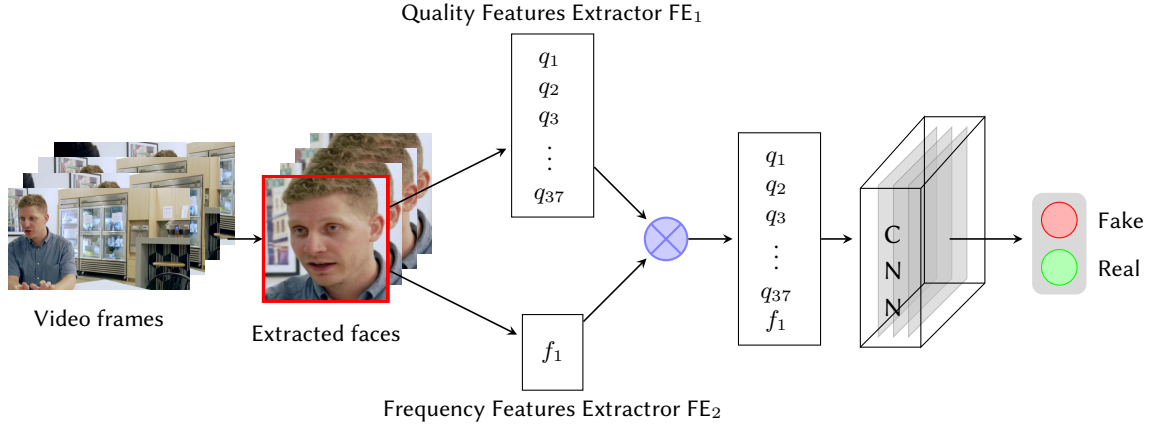 Quality Features Extractor FE₁
q₁
q₂
q₃
⋮
q₃₇
Video frames
Extracted faces
f₁
Frequency Features Extractror FE₂
q₁
q₂
q₃
⋮
q₃₇
f₁
C
N
N
Fake
Real